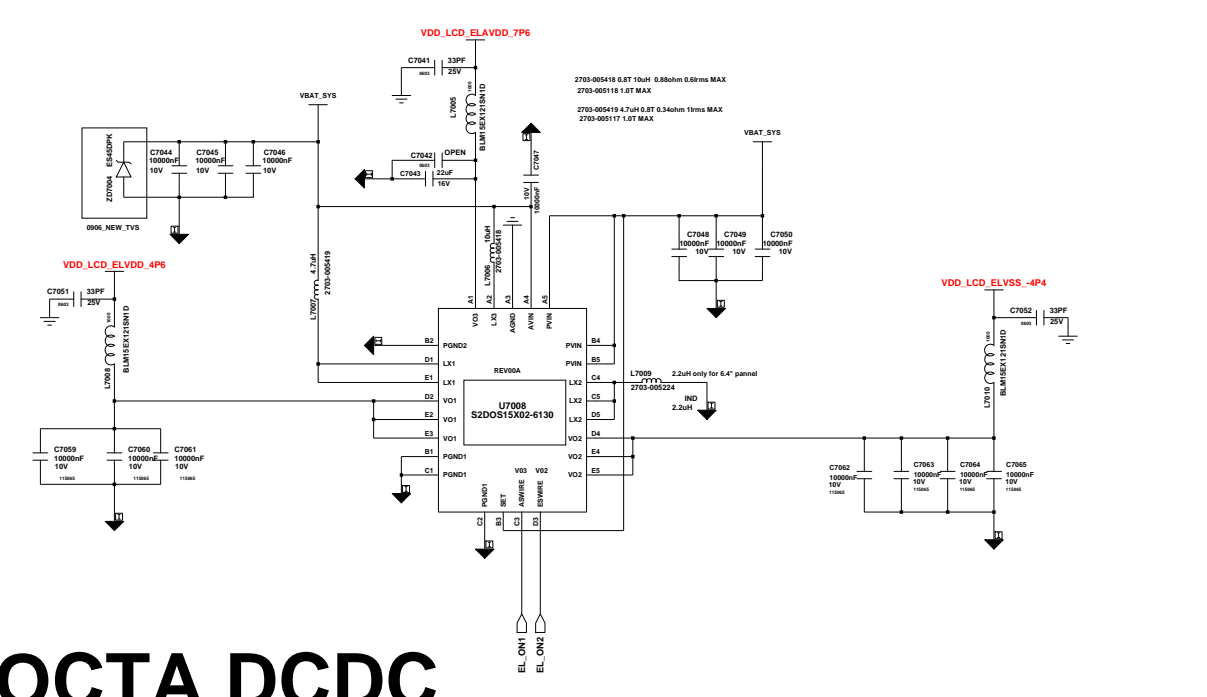 VDD_LCD_ELAVDD_7P6
C7041 33PF
0603 25V
L7005
1005
BLM15EX121SN1D
2703-005418 0.8T 10uH 0.88ohm 0.6Irms MAX
2703-005118 1.0T MAX
2703-005419 4.7uH 0.8T 0.34ohm 1Irms MAX
2703-005117 1.0T MAX
VBAT_SYS
VBAT_SYS
ZD7004 ES45DPK
0906_NEW_TVS
C7044
10000nF
10V
C7045
10000nF
10V
C7046
10000nF
10V
C7042 OPEN
0603
C7043 22uF
16V
C7047
10V
10000nF
L7007
4.7uH
2703-005419
L7006 10uH
2703-005418
C7048
10000nF
10V
C7049
10000nF
10V
C7050
10000nF
10V
VDD_LCD_ELVDD_4P6
C7051 33PF
0603 25V
L7008
1005
BLM15EX121SN1D
VDD_LCD_ELVSS_-4P4
C7052 33PF
0603 25V
L7010
1005
BLM15EX121SN1D
A1 A2 A3 A4 A5
VO3 LX3 AGND AVIN PVIN
B2 PGND2
D1 LX1
E1 LX1
D2 VO1
E2 VO1
E3 VO1
B1 PGND1
C1 PGND1
PVIN B4
PVIN B5
LX2 C4
LX2 C5
LX2 D5
VO2 D4
VO2 E4
VO2 E5
REV00A
U7008
S2DOS15X02-6130
V03 V02
PGND1 SET ASWIRE ESWIRE
C2 B3 C3 D3
L7009 2.2uH only for 6.4" pannel
2703-005224
IND
2.2uH
C7059
10000nF
10V
115065
C7060
10000nF
10V
115065
C7061
10000nF
10V
115065
C7062
10000nF
10V
115065
C7063
10000nF
10V
115065
C7064
10000nF
10V
115065
C7065
10000nF
10V
115065
EL_ON1
EL_ON2
OCTA DCDC